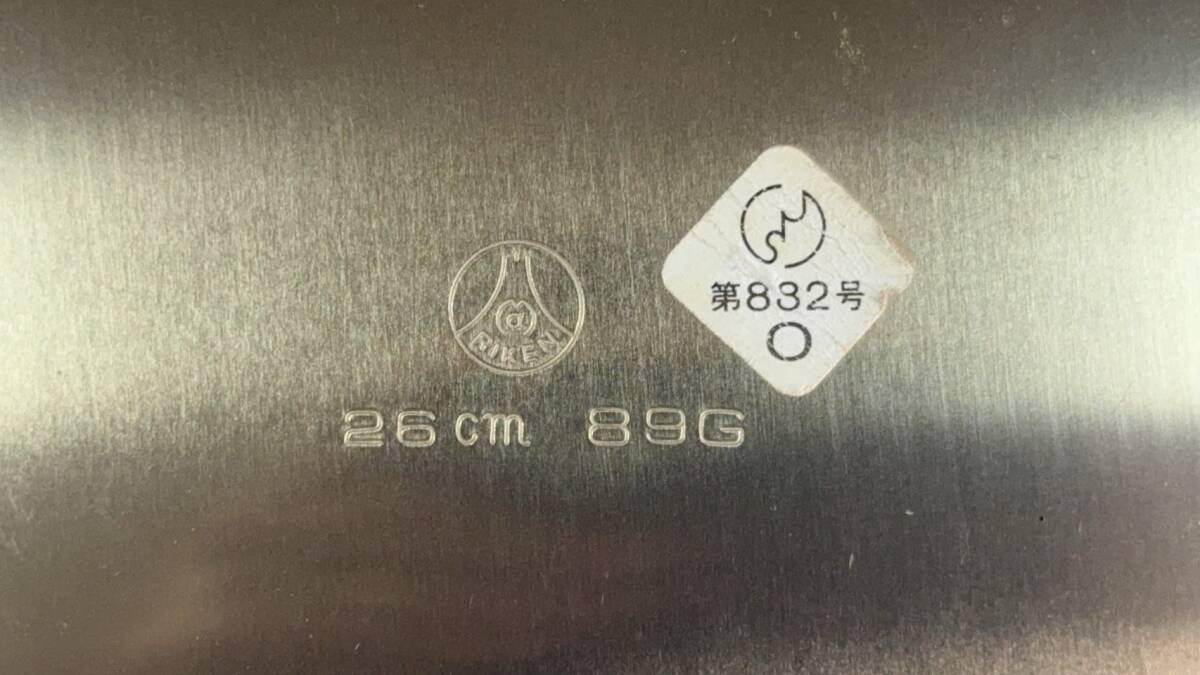 @
RIKEN
第832号
O
26cm 89G